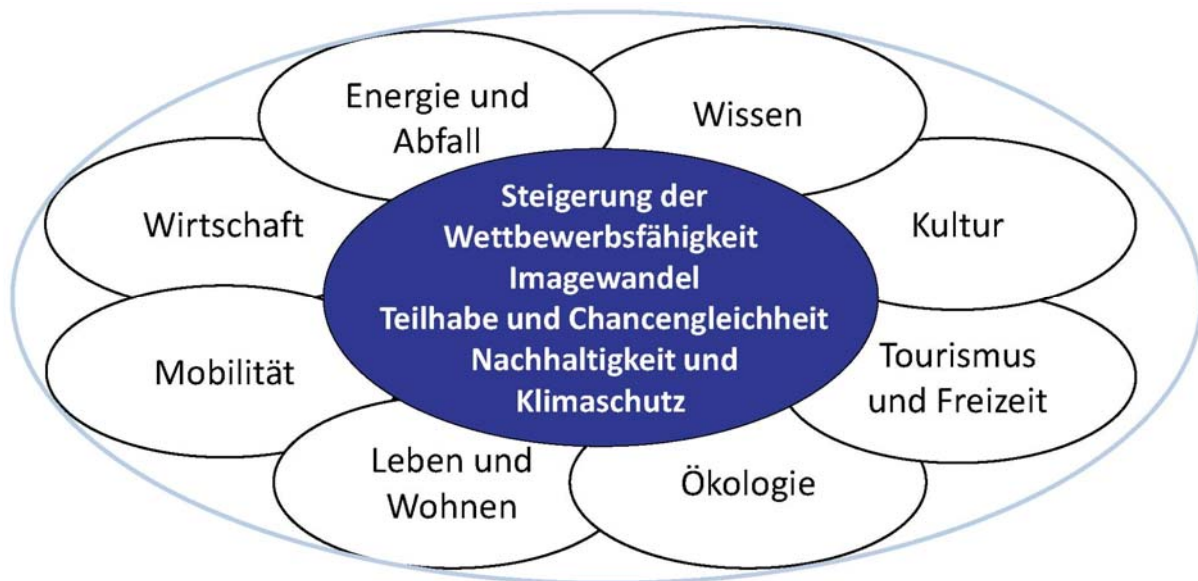 Energie und
Abfall
Wissen
Wirtschaft
Steigerung der
Wettbewerbsfähigkeit
Imagewandel
Teilhabe und Chancengleichheit
Nachhaltigkeit und
Klimaschutz
Kultur
Mobilität
Tourismus
und Freizeit
Leben und
Wohnen
Ökologie